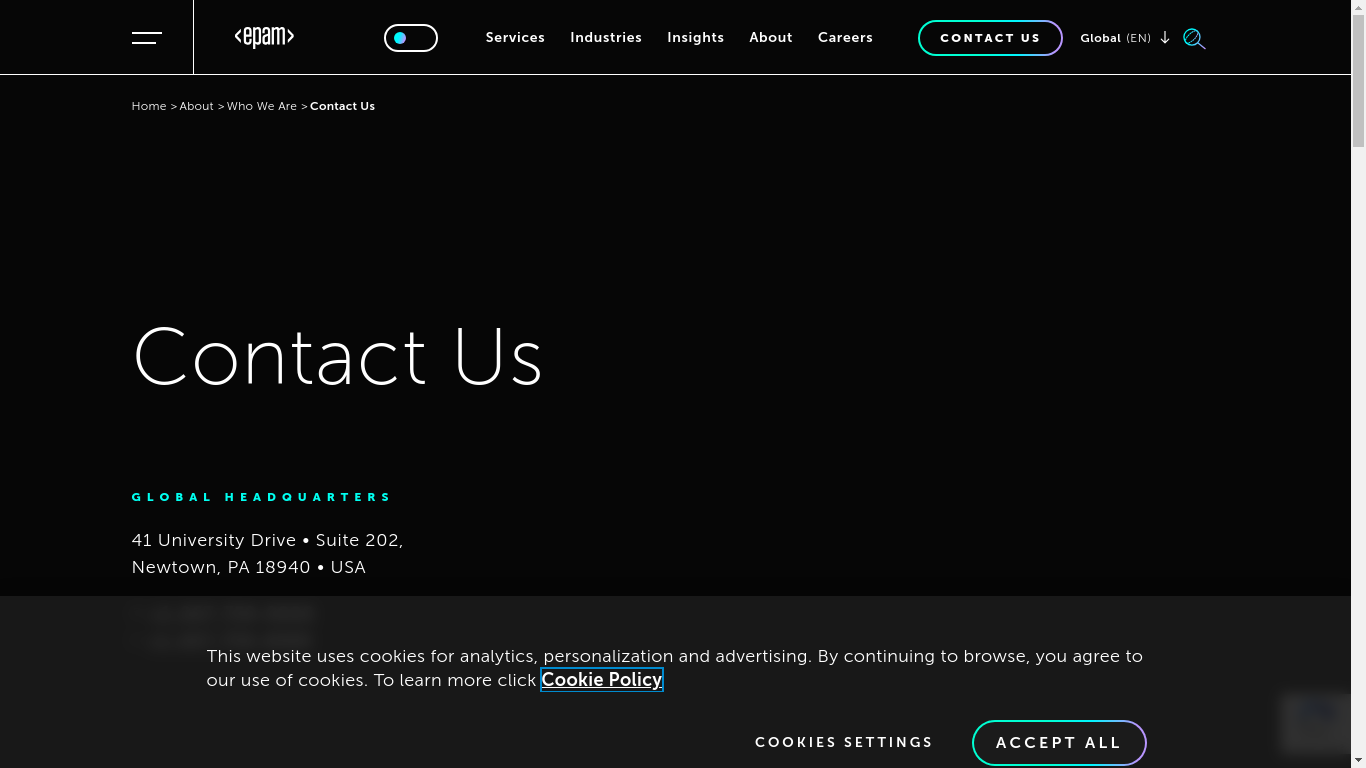 <epam>
Services Industries Insights About Careers
CONTACT US
Global (EN)
Home > About > Who We Are > Contact Us
Contact Us
GLOBAL HEADQUARTERS
41 University Drive • Suite 202,
Newtown, PA 18940 • USA
This website uses cookies for analytics, personalization and advertising. By continuing to browse, you agree to
our use of cookies. To learn more click Cookie Policy
COOKIES SETTINGS
ACCEPT ALL